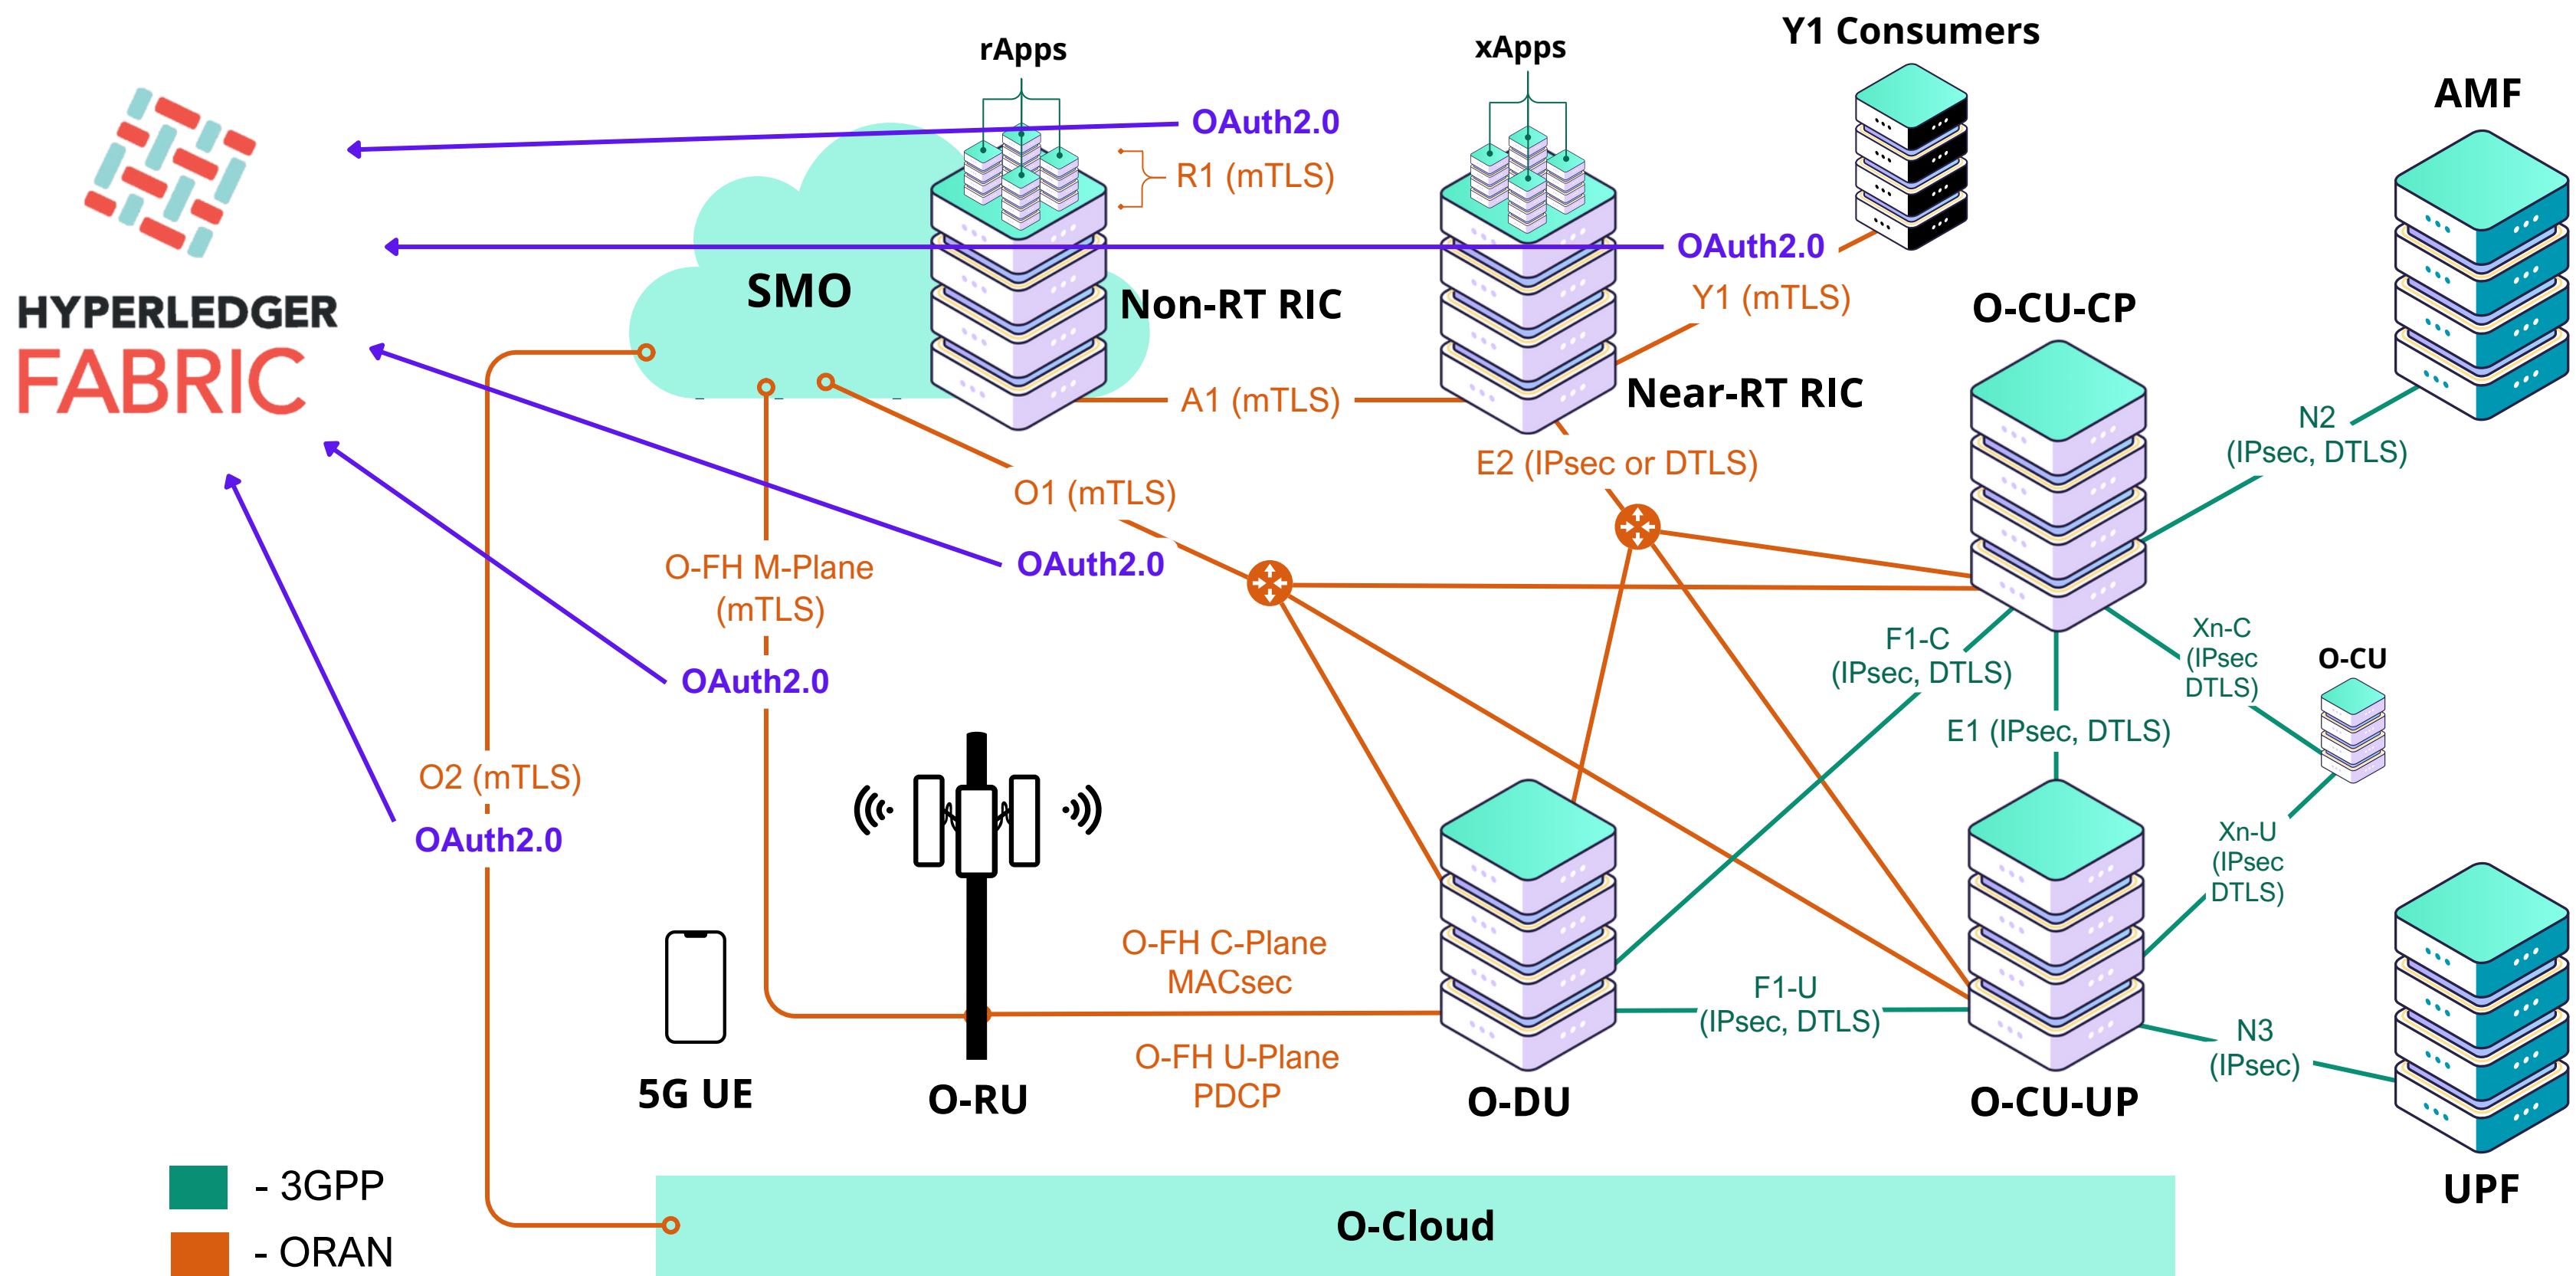 rApps
xApps
Y1 Consumers
AMF
OAuth2.0
R1 (mTLS)
HYPERLEDGER
FABRIC
SMO
Non-RT RIC
OAuth2.0
Y1 (mTLS)
Near-RT RIC
O-CU-CP
A1 (mTLS)
N2
(IPsec, DTLS)
E2 (IPsec or DTLS)
O1 (mTLS)
OAuth2.0
O-FH M-Plane
(mTLS)
OAuth2.0
F1-C
(IPsec, DTLS)
Xn-C
(IPsec
DTLS)
O-CU
E1 (IPsec, DTLS)
O2 (mTLS)
OAuth2.0
Xn-U
(IPsec
DTLS)
O-FH C-Plane
MACsec
F1-U
(IPsec, DTLS)
O-FH U-Plane
PDCP
N3
(IPsec)
5G UE
O-RU
O-DU
O-CU-UP
UPF
- 3GPP
- ORAN
O-Cloud